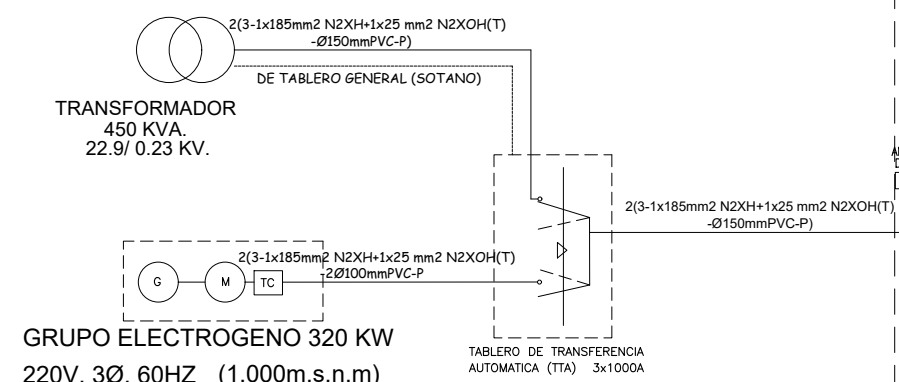 2(3-1x185mm2 N2XH+1x25 mm2 N2XOH(T)
-Ø150mmPVC-P)
DE TABLERO GENERAL (SOTANO)
TRANSFORMADOR
450 KVA.
22.9/ 0.23 KV.
2(3-1x185mm2 N2XH+1x25 mm2 N2XOH(T)
-Ø150mmPVC-P)
2(3-1x185mm2 N2XH+1x25 mm2 N2XOH(T)
-2Ø100mmPVC-P
G
M
TC
GRUPO ELECTROGENO 320 KW
220V, 3Ø, 60HZ (1,000m.s.n.m)
TABLERO DE TRANSFERENCIA
AUTOMATICA (TTA) 3x1000A